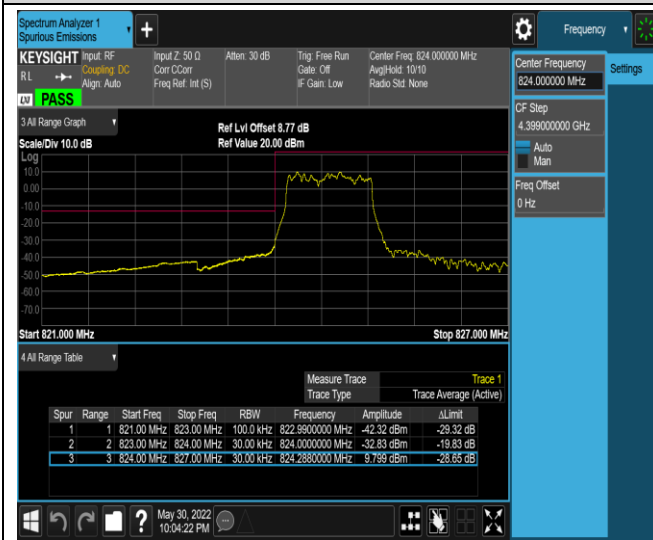 Spectrum Analyzer 1
Spurious Emissions
Frequency
KEYSIGHT Input: RF Input Z: 50 Ω Atten: 30 dB Trig: Free Run Center Freq: 824.000000 MHz
R L Coupling: DC Corr CCorr Gate: Off Avg|Hold: 10/10
Align: Auto Freq Ref: Int (S) IF Gain: Low Radio Std: None
LXI PASS
Center Frequency
824.000000 MHz
Settings
CF Step
4.399000000 GHz
Auto
Man
Freq Offset
0 Hz
3 All Range Graph
Ref Lvl Offset 8.77 dB
Scale/Div 10.0 dB Ref Value 20.00 dBm
Log
10.0
0.00
-10.0
-20.0
-30.0
-40.0
-50.0
-60.0
-70.0
Start 821.000 MHz Stop 827.000 MHz
4 All Range Table
Measure Trace Trace 1
Trace Type Trace Average (Active)
Spur Range Start Freq Stop Freq RBW Frequency Amplitude ΔLimit
1 1 821.00 MHz 823.00 MHz 100.0 kHz 822.9900000 MHz -42.32 dBm -29.32 dB
2 2 823.00 MHz 824.00 MHz 30.00 kHz 824.0000000 MHz -32.83 dBm -19.83 dB
3 3 824.00 MHz 827.00 MHz 30.00 kHz 824.2880000 MHz 9.799 dBm -28.65 dB
May 30, 2022
10:04:22 PM